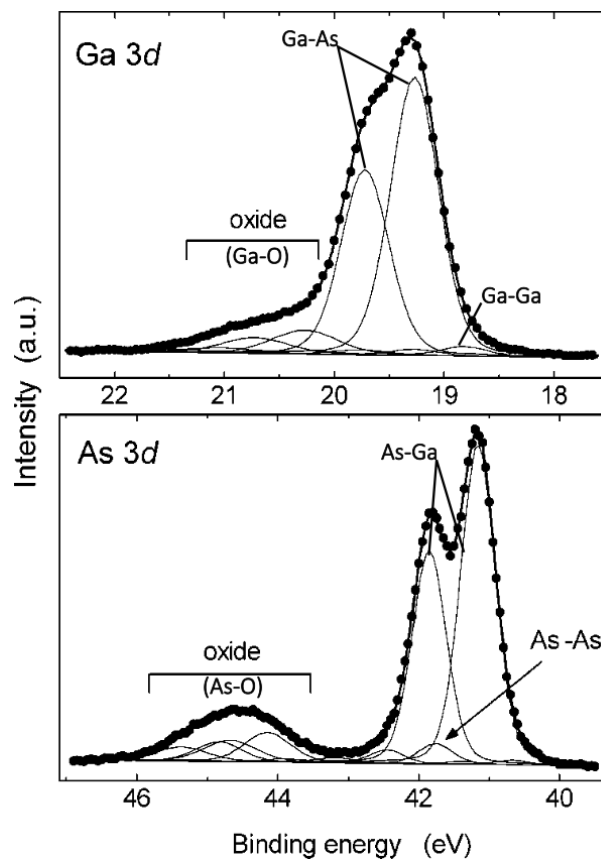 Ga 3d
Ga-As
oxide
(Ga-O)
Ga-Ga
22 21 20 19 18
Intensity (a.u.)
As 3d
As-Ga
oxide
(As-O)
As -As
46 44 42 40
Binding energy (eV)